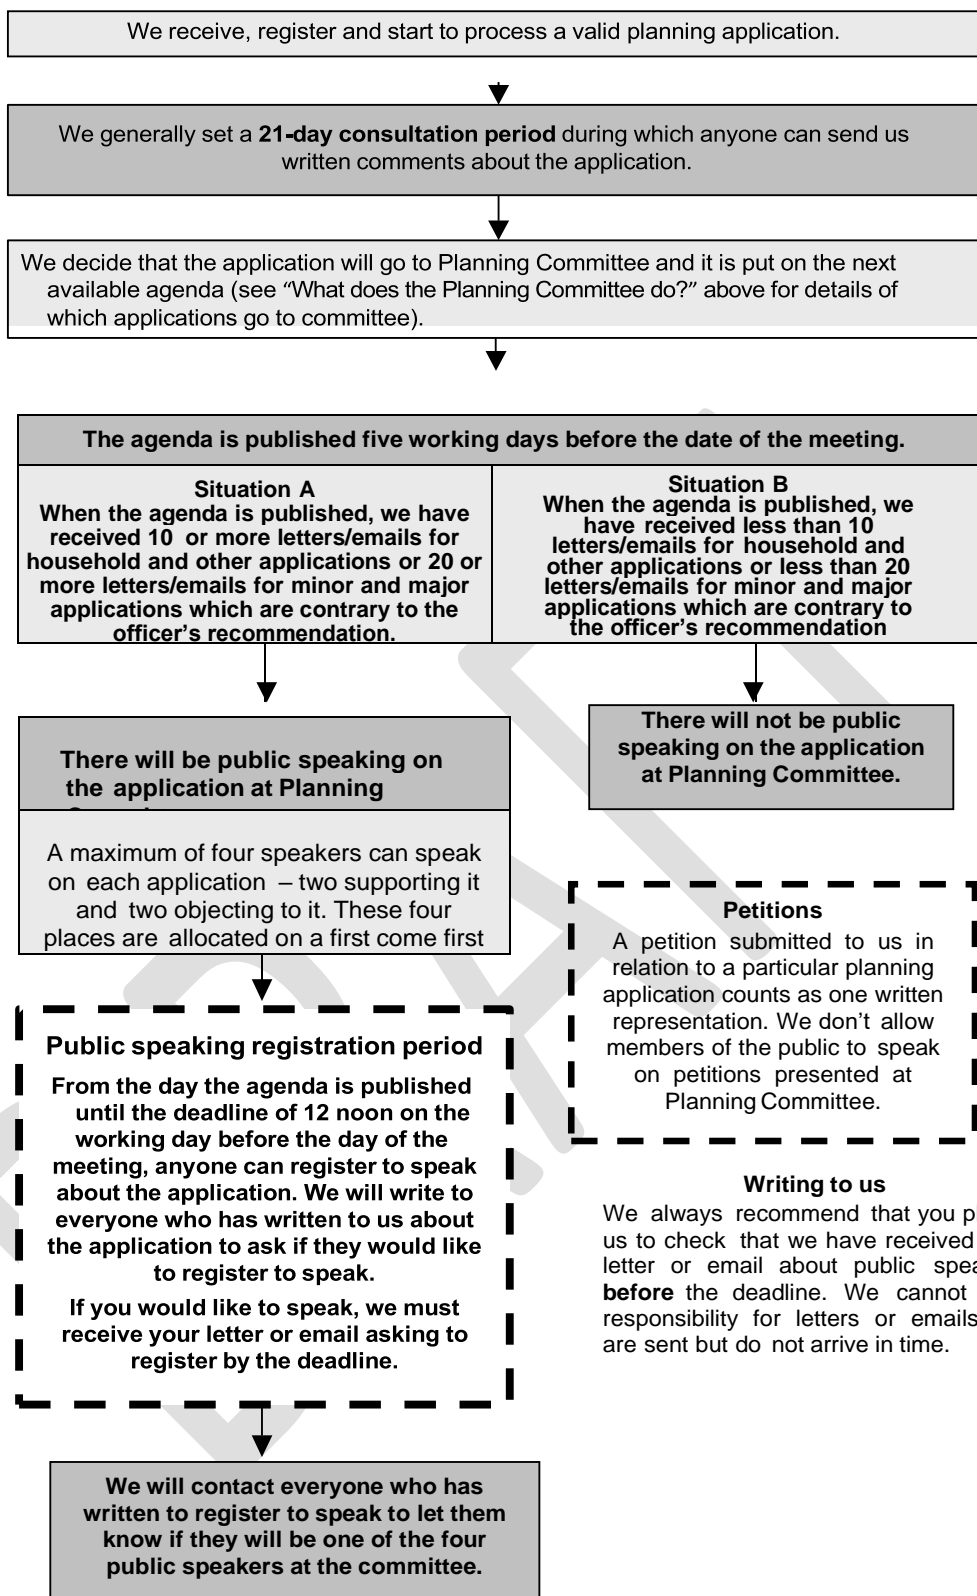 We receive, register and start to process a valid planning application.
We generally set a 21-day consultation period during which anyone can send us
written comments about the application.
We decide that the application will go to Planning Committee and it is put on the next
available agenda (see “What does the Planning Committee do?” above for details of
which applications go to committee).
The agenda is published five working days before the date of the meeting.
Situation A
When the agenda is published, we have
received 10 or more letters/emails for
household and other applications or 20 or
more letters/emails for minor and major
applications which are contrary to the
officer’s recommendation.
Situation B
When the agenda is published, we
have received less than 10
letters/emails for household and
other applications or less than 20
letters/emails for minor and major
applications which are contrary to
the officer’s recommendation
There will be public speaking on
the application at Planning
There will not be public
speaking on the application
at Planning Committee.
A maximum of four speakers can speak
on each application – two supporting it
and two objecting to it. These four
places are allocated on a first come first
Petitions
A petition submitted to us in
relation to a particular planning
application counts as one written
representation. We don’t allow
members of the public to speak
on petitions presented at
Planning Committee.
Public speaking registration period
From the day the agenda is published
until the deadline of 12 noon on the
working day before the day of the
meeting, anyone can register to speak
about the application. We will write to
everyone who has written to us about
the application to ask if they would like
to register to speak.
If you would like to speak, we must
receive your letter or email asking to
register by the deadline.
Writing to us
We always recommend that you
us to check that we have received
letter or email about public
before the deadline. We cannot
responsibility for letters or emails
are sent but do not arrive in time.
We will contact everyone who has
written to register to speak to let them
know if they will be one of the four
public speakers at the committee.